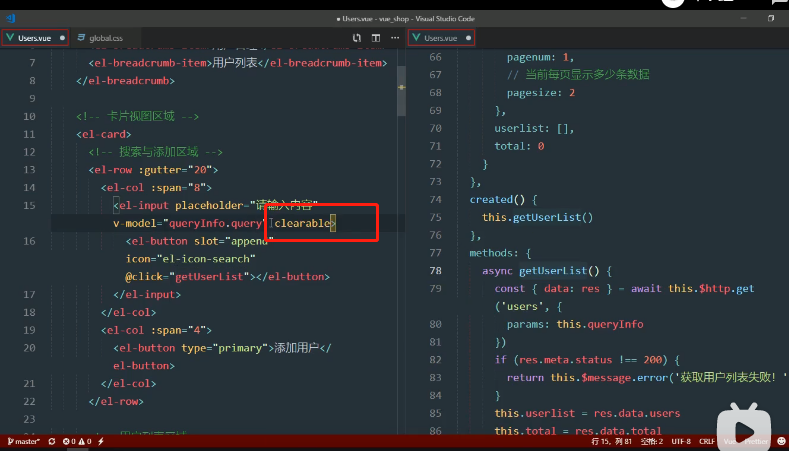 ● Users.vue - vue_shop - Visual Studio Code
Users.vue
global.css
Users.vue
7 <el-breadcrumb-item>用户列表</el-breadcrumb-item>
8 </el-breadcrumb>
9
10 <!-- 卡片视图区域 -->
11 <el-card>
12 <!-- 搜索与添加区域 -->
13 <el-row :gutter="20">
14 <el-col :span="8">
15 <el-input placeholder="请输入内容"
v-model="queryInfo.query" clearable>
16 <el-button slot="append"
icon="el-icon-search"
@click="getUserList"></el-button>
17 </el-input>
18 </el-col>
19 <el-col :span="4">
20 <el-button type="primary">添加用户</
el-button>
21 </el-col>
22 </el-row>
23
66 pagenum: 1,
67 // 当前每页显示多少条数据
68 pagesize: 2
69 },
70 userlist: [],
71 total: 0
72 }
73 },
74 created() {
75 this.getUserList()
76 },
77 methods: {
78 async getUserList() {
79 const { data: res } = await this.$http.get
('users', {
80 params: this.queryInfo
81 })
82 if (res.meta.status !== 200) {
83 return this.$message.error('获取用户列表失败！'
84 }
85 this.userlist = res.data.users
86 this.total = res.data.total
master*
0 0
行 15，列 81 空格: 2 UTF-8 CRLF